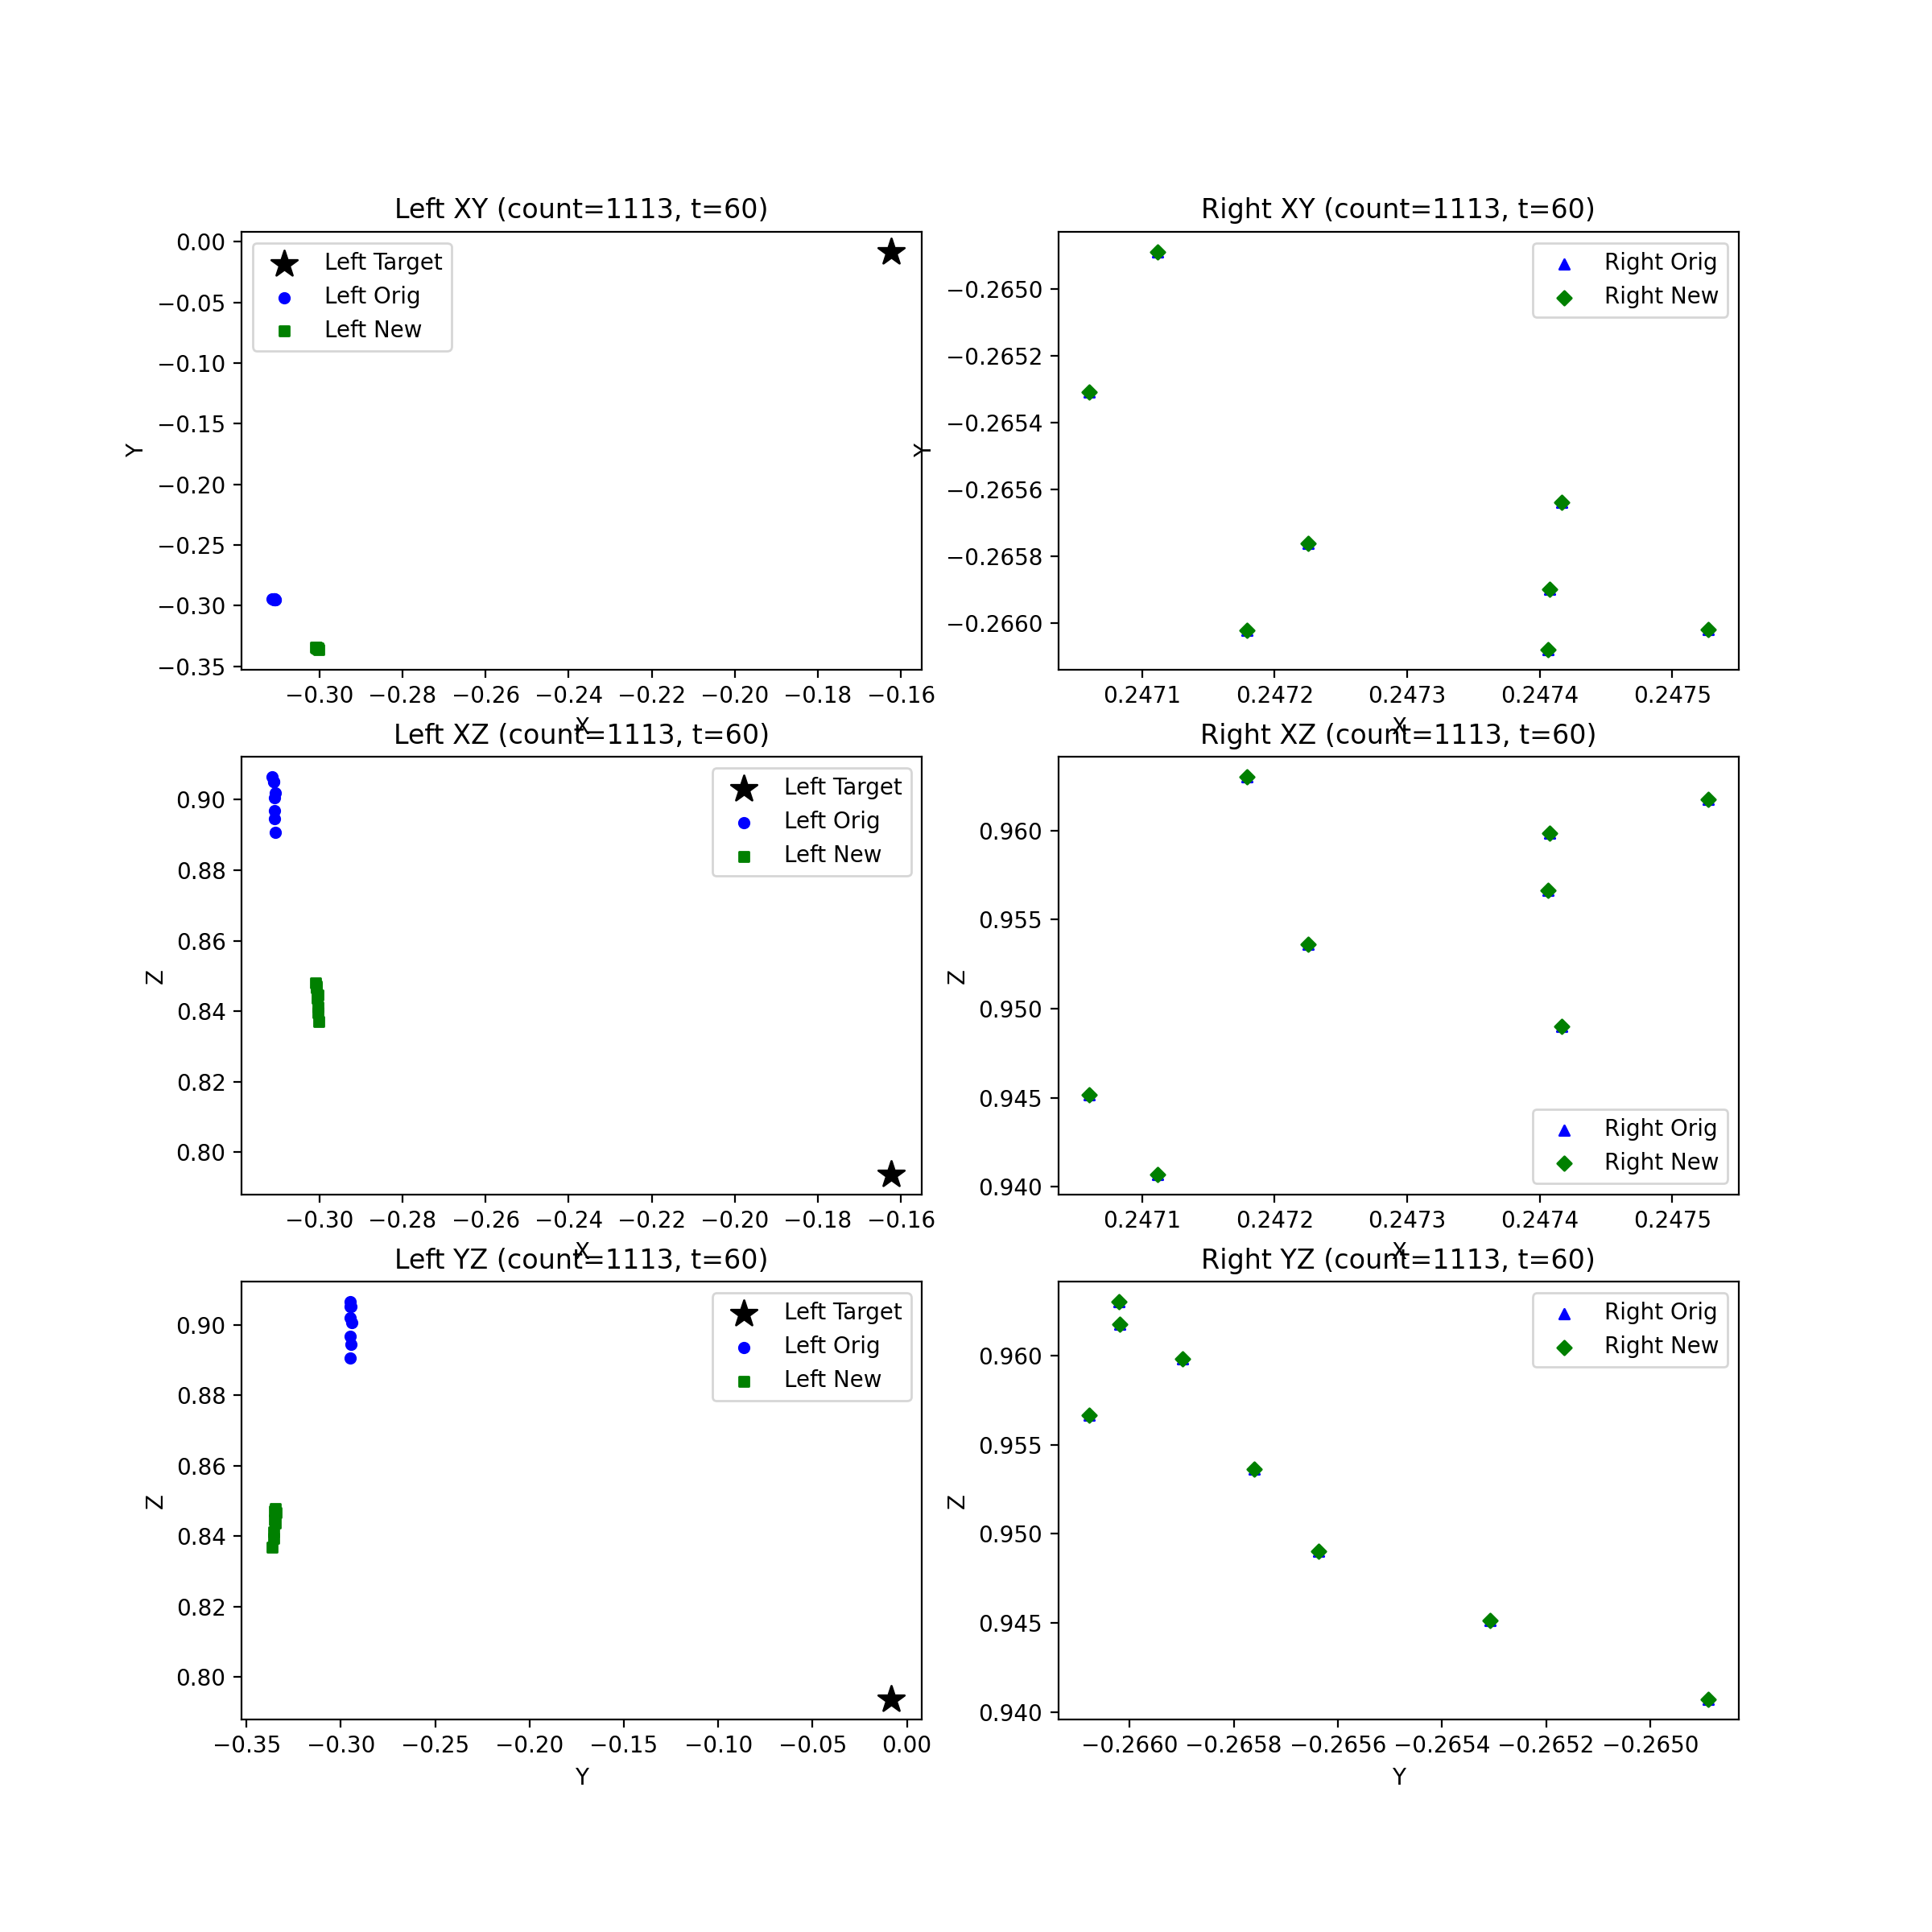 Left XY (count=1113, t=60)
0.00
−0.05
−0.10
−0.15
−0.20
−0.25
−0.30
−0.35
Y
Left Target
Left Orig
Left New
−0.30 −0.28 −0.26 −0.24 −0.22 −0.20 −0.18 −0.16
X
Right XY (count=1113, t=60)
−0.2650
−0.2652
−0.2654
−0.2656
−0.2658
−0.2660
Y
Right Orig
Right New
0.2471 0.2472 0.2473 0.2474 0.2475
X
Left XZ (count=1113, t=60)
0.90
0.88
0.86
0.84
0.82
0.80
Z
Left Target
Left Orig
Left New
−0.30 −0.28 −0.26 −0.24 −0.22 −0.20 −0.18 −0.16
X
Right XZ (count=1113, t=60)
0.960
0.955
0.950
0.945
0.940
Z
Right Orig
Right New
0.2471 0.2472 0.2473 0.2474 0.2475
X
Left YZ (count=1113, t=60)
0.90
0.88
0.86
0.84
0.82
0.80
Z
Left Target
Left Orig
Left New
−0.35 −0.30 −0.25 −0.20 −0.15 −0.10 −0.05 0.00
Y
Right YZ (count=1113, t=60)
0.960
0.955
0.950
0.945
0.940
Z
Right Orig
Right New
−0.2660 −0.2658 −0.2656 −0.2654 −0.2652 −0.2650
Y